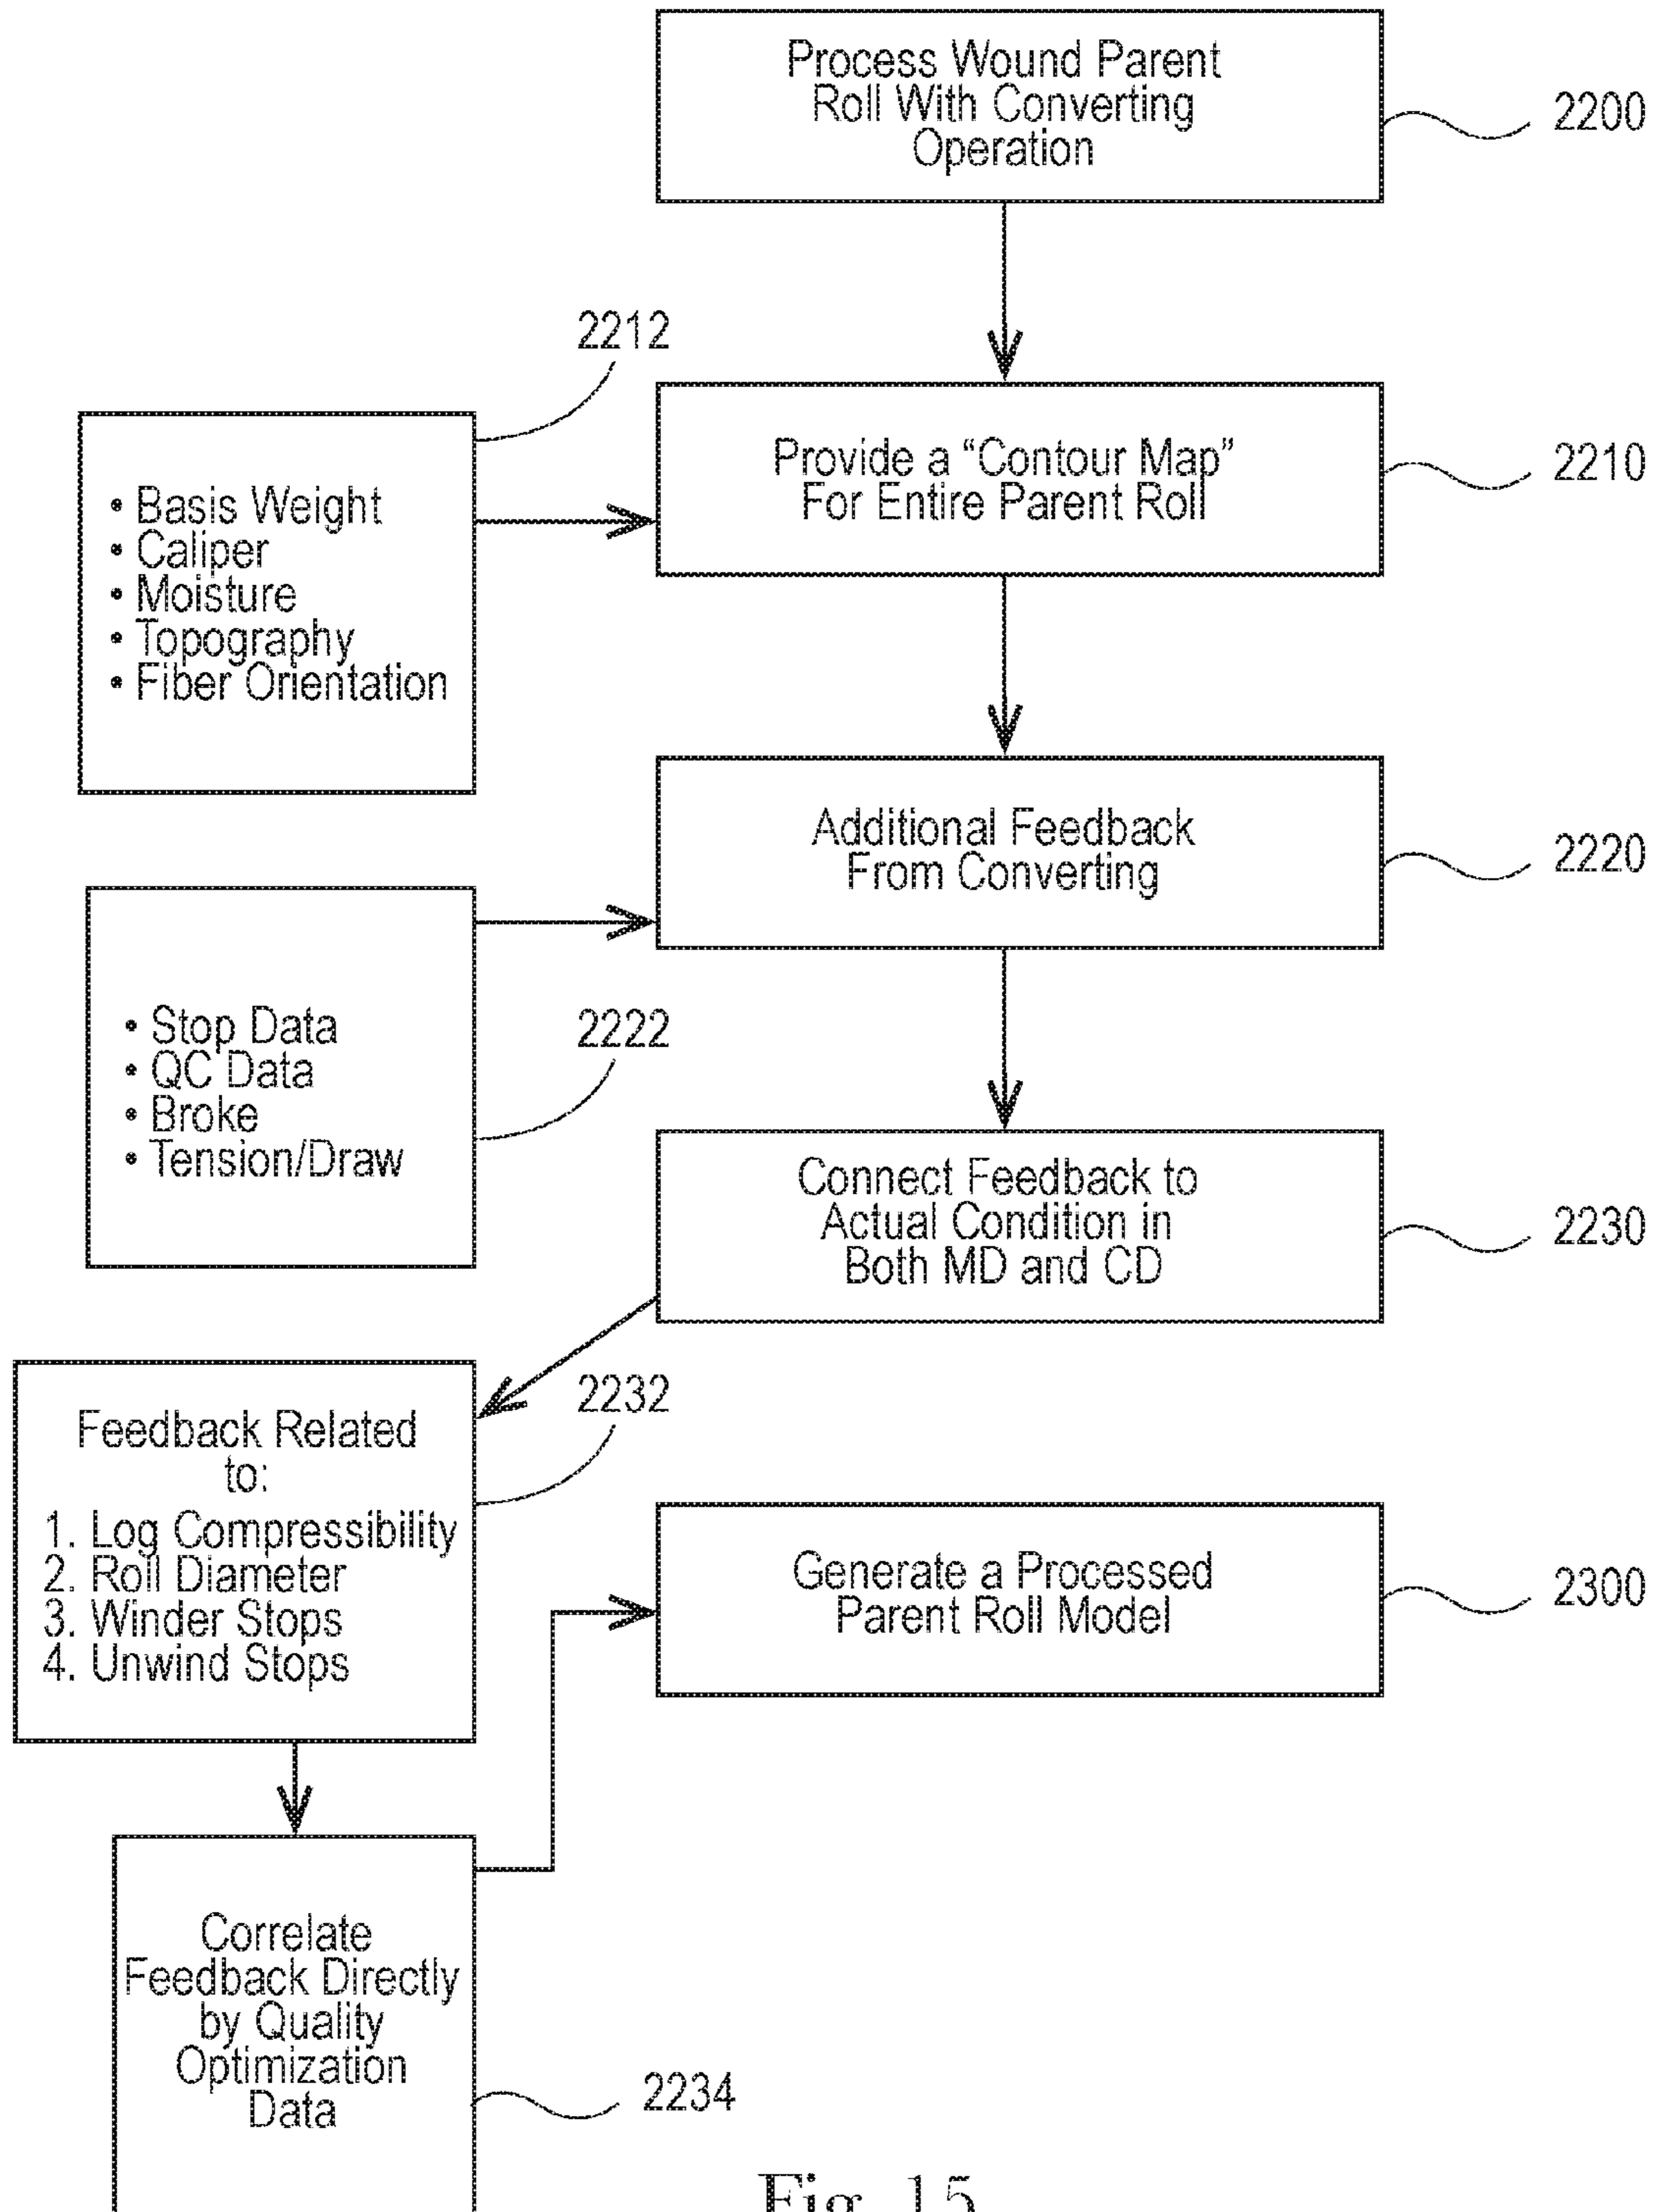 Process Wound Parent
Roll With Converting
Operation
2200
2212
• Basis Weight
• Caliper
• Moisture
• Topography
• Fiber Orientation
Provide a “Contour Map”
For Entire Parent Roll
2210
Additional Feedback
From Converting
2220
• Stop Data
• QC Data
• Broke
• Tension/Draw
2222
Connect Feedback to
Actual Condition in
Both MD and CD
2230
2232
Feedback Related
to:
1. Log Compressibility
2. Roll Diameter
3. Winder Stops
4. Unwind Stops
Generate a Processed
Parent Roll Model
2300
Correlate
Feedback Directly
by Quality
Optimization
Data
2234
Fig. 15